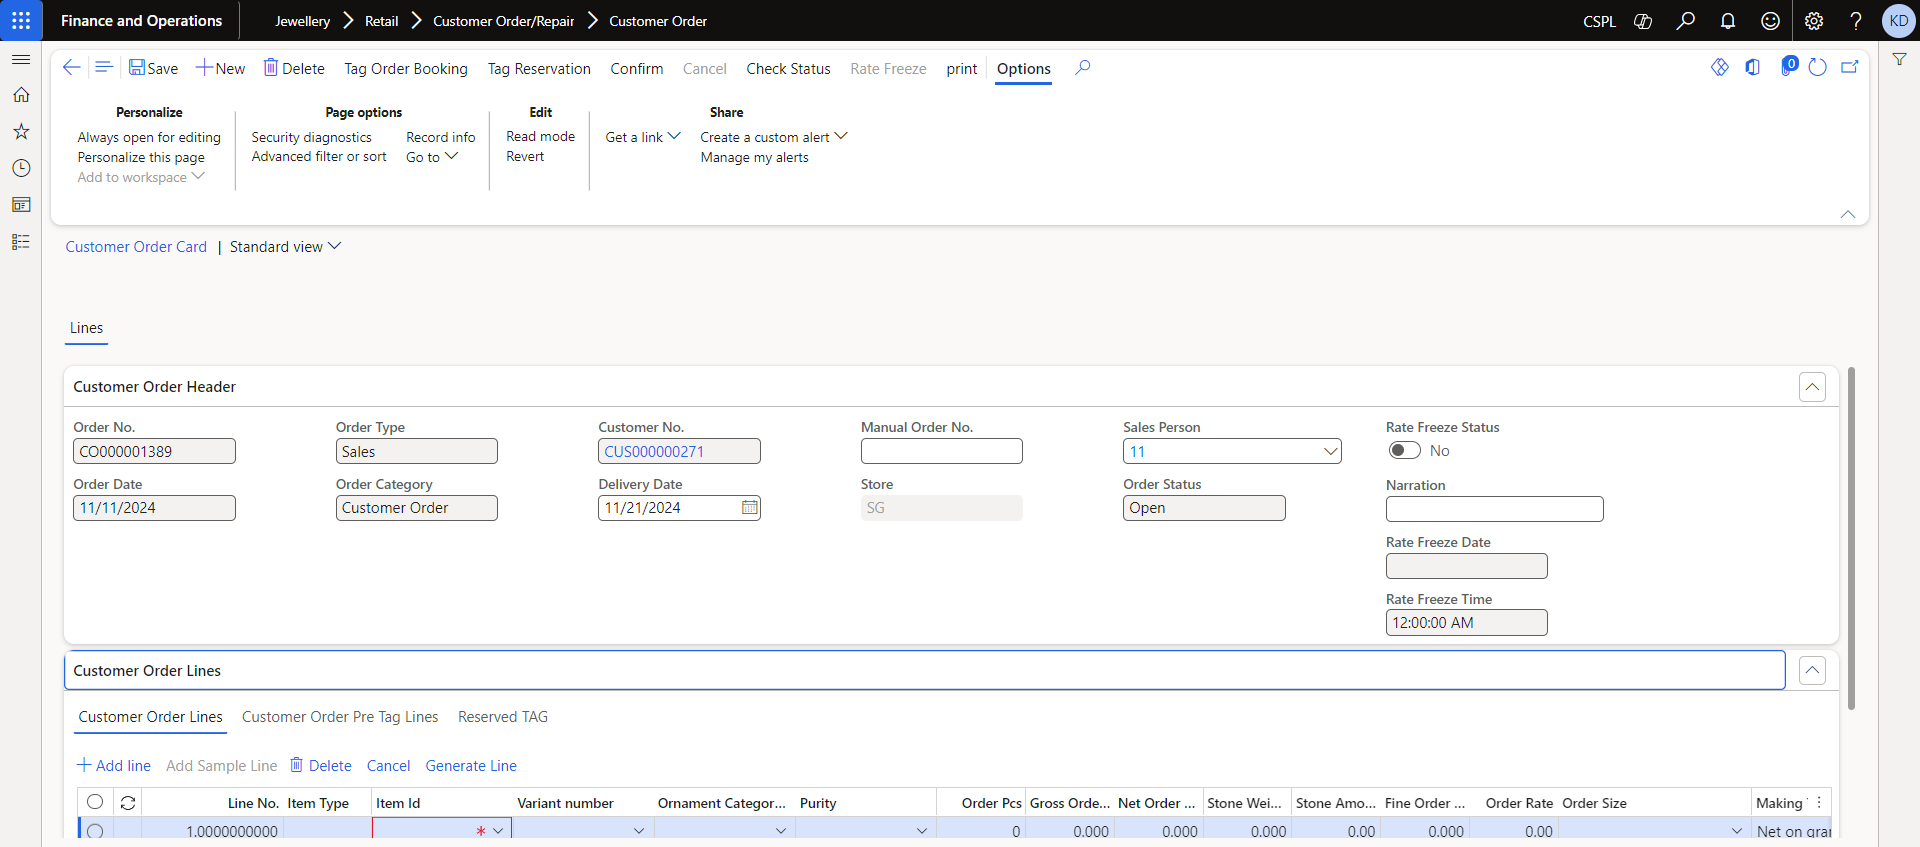 Finance and Operations
Jewellery > Retail > Customer Order/Repair > Customer Order
CSPL
KD
Save
New
Delete
Tag Order Booking
Tag Reservation
Confirm
Cancel
Check Status
Rate Freeze
print
Options
0
Personalize
Always open for editing
Personalize this page
Add to workspace
Page options
Security diagnostics
Advanced filter or sort
Record info
Go to
Edit
Read mode
Revert
Share
Get a link
Create a custom alert
Manage my alerts
Customer Order Card | Standard view
Lines
Customer Order Header
Order No.
CO000001389
Order Date
11/11/2024
Order Type
Sales
Order Category
Customer Order
Customer No.
CUS000000271
Delivery Date
11/21/2024
Manual Order No.
Store
SG
Sales Person
11
Order Status
Open
Rate Freeze Status
No
Narration
Rate Freeze Date
Rate Freeze Time
12:00:00 AM
Customer Order Lines
Customer Order Lines Customer Order Pre Tag Lines Reserved TAG
Add line Add Sample Line Delete Cancel Generate Line
Line No. Item Type Item Id Variant number Ornament Categor... Purity Order Pcs Gross Orde... Net Order ... Stone Wei... Stone Amo... Fine Order ... Order Rate Order Size Making
1.0000000000 * 0 0.000 0.000 0.000 0.00 0.000 0.00 Net on gra